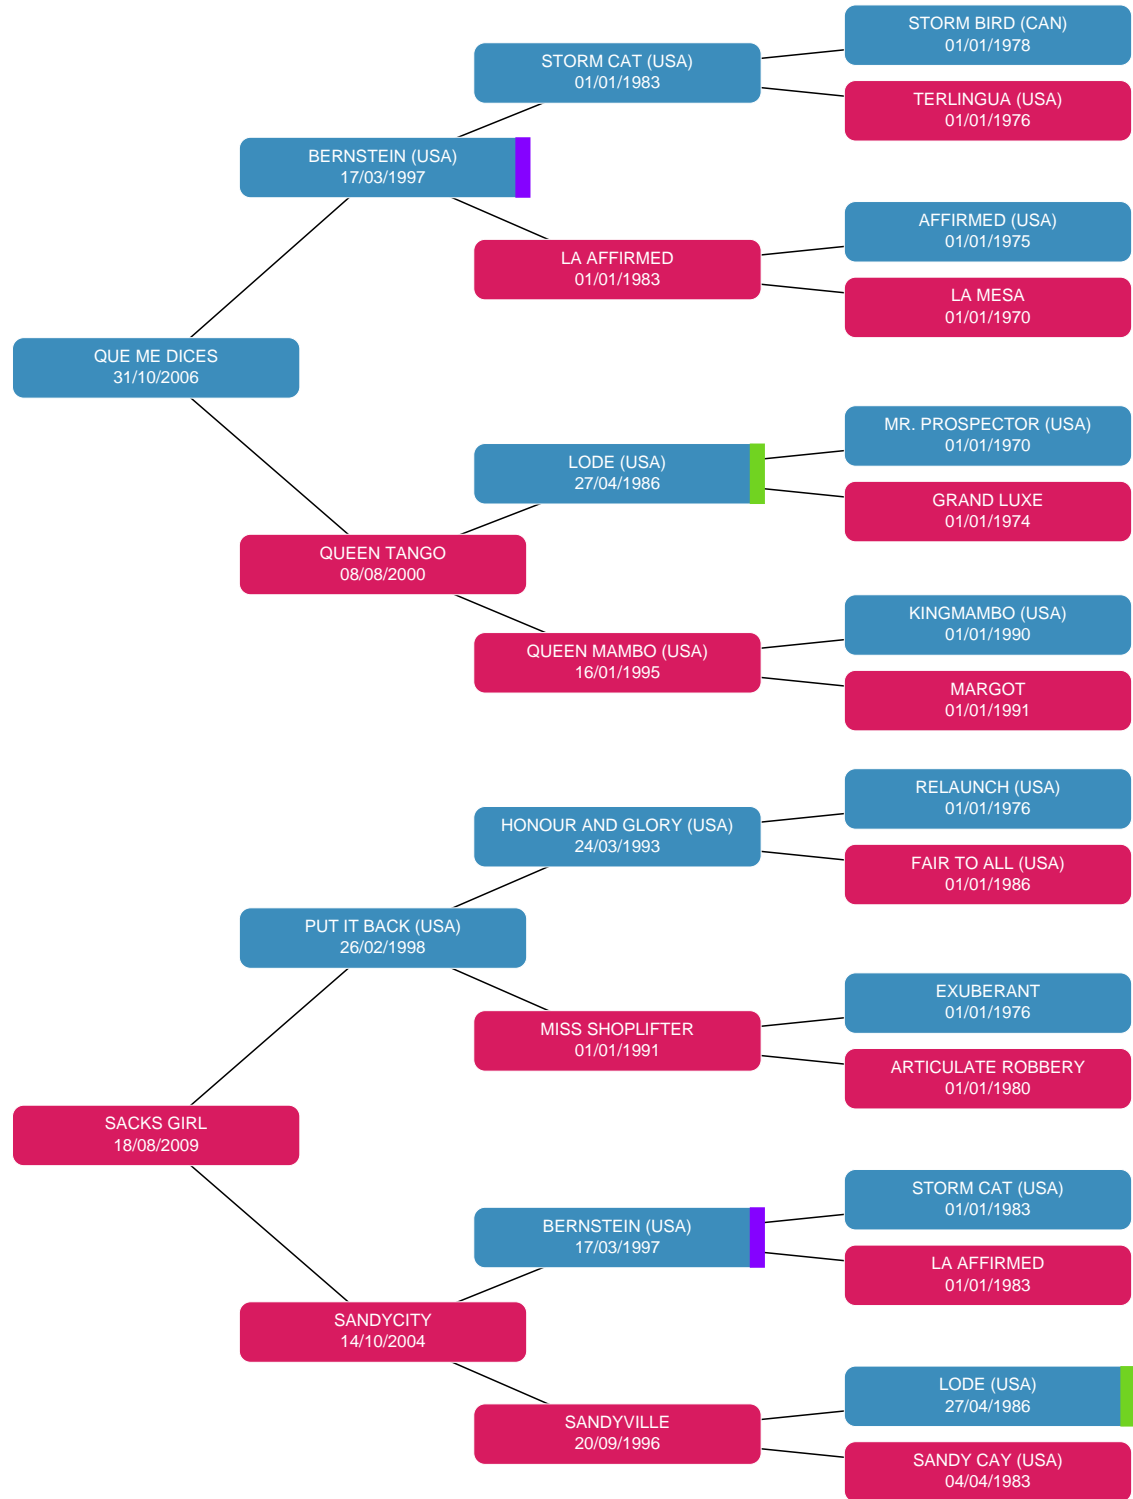 STORM BIRD (CAN)
01/01/1978
STORM CAT (USA)
01/01/1983
TERLINGUA (USA)
01/01/1976
BERNSTEIN (USA)
17/03/1997
AFFIRMED (USA)
01/01/1975
LA AFFIRMED
01/01/1983
LA MESA
01/01/1970
QUE ME DICES
31/10/2006
MR. PROSPECTOR (USA)
01/01/1970
LODE (USA)
27/04/1986
GRAND LUXE
01/01/1974
QUEEN TANGO
08/08/2000
KINGMAMBO (USA)
01/01/1990
QUEEN MAMBO (USA)
16/01/1995
MARGOT
01/01/1991
RELAUNCH (USA)
01/01/1976
HONOUR AND GLORY (USA)
24/03/1993
FAIR TO ALL (USA)
01/01/1986
PUT IT BACK (USA)
26/02/1998
EXUBERANT
01/01/1976
MISS SHOPLIFTER
01/01/1991
ARTICULATE ROBBERY
01/01/1980
SACKS GIRL
18/08/2009
STORM CAT (USA)
01/01/1983
BERNSTEIN (USA)
17/03/1997
LA AFFIRMED
01/01/1983
SANDYCITY
14/10/2004
LODE (USA)
27/04/1986
SANDYVILLE
20/09/1996
SANDY CAY (USA)
04/04/1983